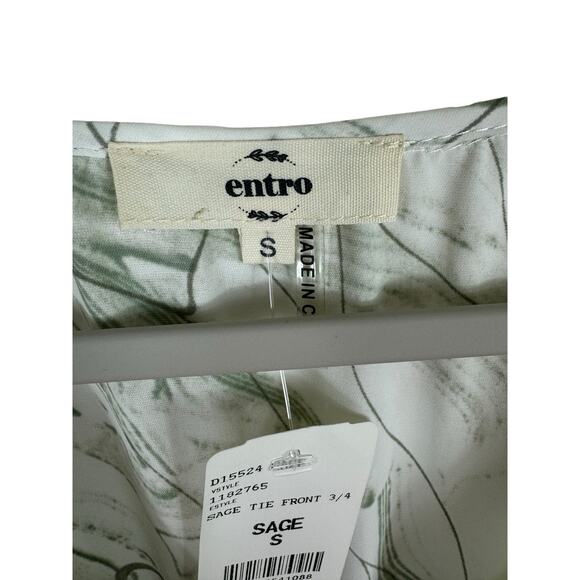 entro
S
MADE IN C
D15524
VSTYLE
1182765
ESTYLE
SAGE TIE FRONT 3/4
SAGE
S